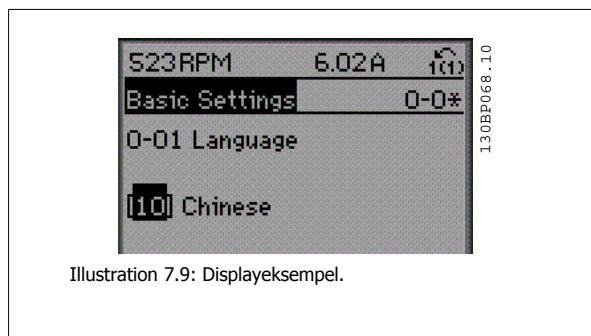 523RPM 6.02A 1(1)
Basic Settings 0-0*
0-01 Language
[10] Chinese
130BP068.10
Illustration 7.9: Displayeksempel.